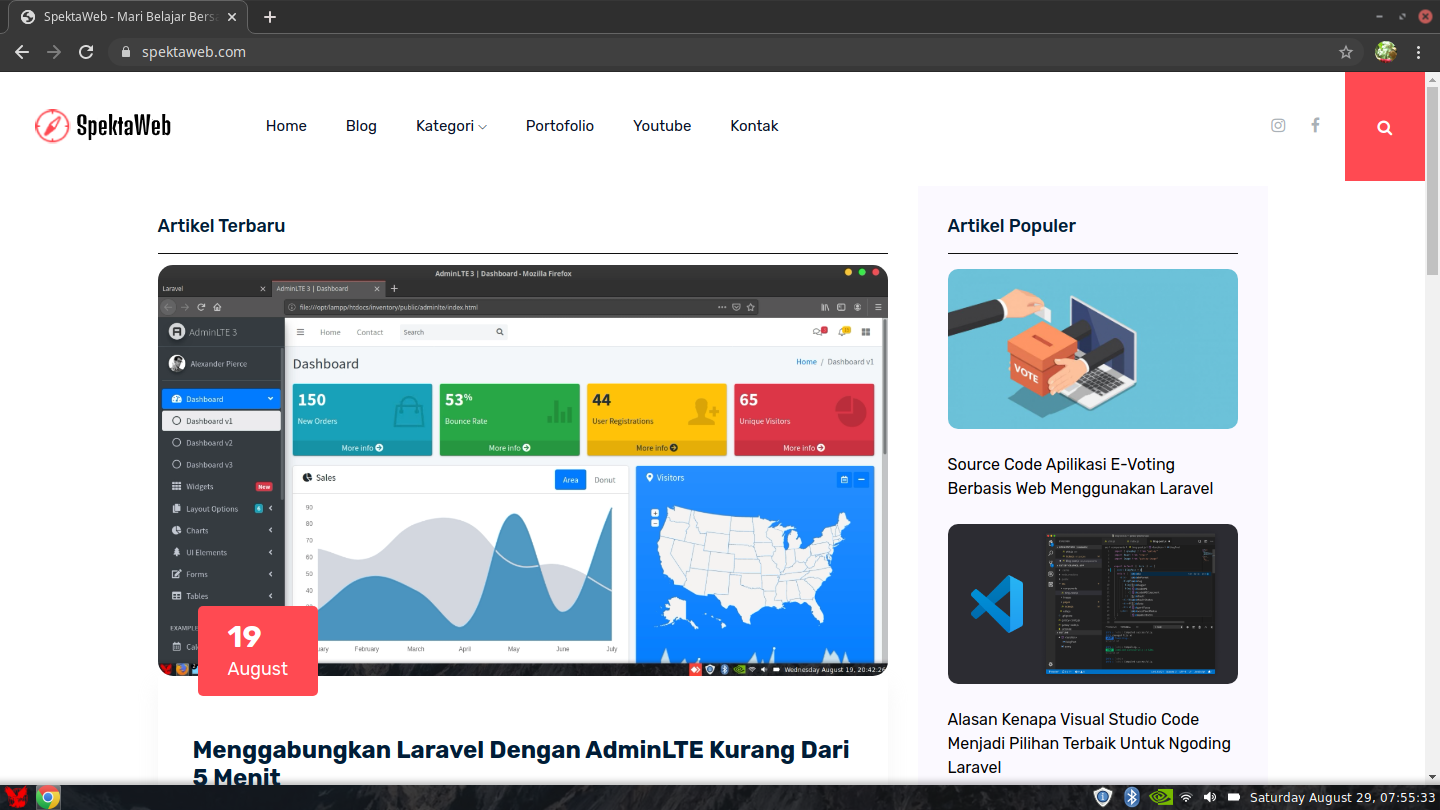 SpektaWeb - Mari Belajar Bers
spektaweb.com
SpektaWeb
Home
Blog
Kategori
Portofolio
Youtube
Kontak
Artikel Terbaru
AdminLTE 3 | Dashboard - Mozilla Firefox
Laravel
AdminLTE 3 | Dashboard
file:///opt/lampp/htdocs/inventory/public/adminlte/index.html
AdminLTE 3
Home
Contact
Search
Alexander Pierce
Dashboard
Home / Dashboard v1
Dashboard
Dashboard v1
Dashboard v2
Dashboard v3
Widgets
New
Layout Options
6
Charts
UI Elements
Forms
Tables
EXAMPLE
Cale
150
New Orders
More info
53%
Bounce Rate
More info
44
User Registrations
More info
65
Unique Visitors
More info
Sales
Area
Donut
90
80
70
60
50
40
30
uary
February
March
April
May
June
July
Visitors
+
−
Wednesday August 19, 20:42:26
19
August
Menggabungkan Laravel Dengan AdminLTE Kurang Dari
5 Menit
Artikel Populer
VOTE
Source Code Apilikasi E-Voting
Berbasis Web Menggunakan Laravel
Alasan Kenapa Visual Studio Code
Menjadi Pilihan Terbaik Untuk Ngoding
Laravel
Saturday August 29, 07:55:33